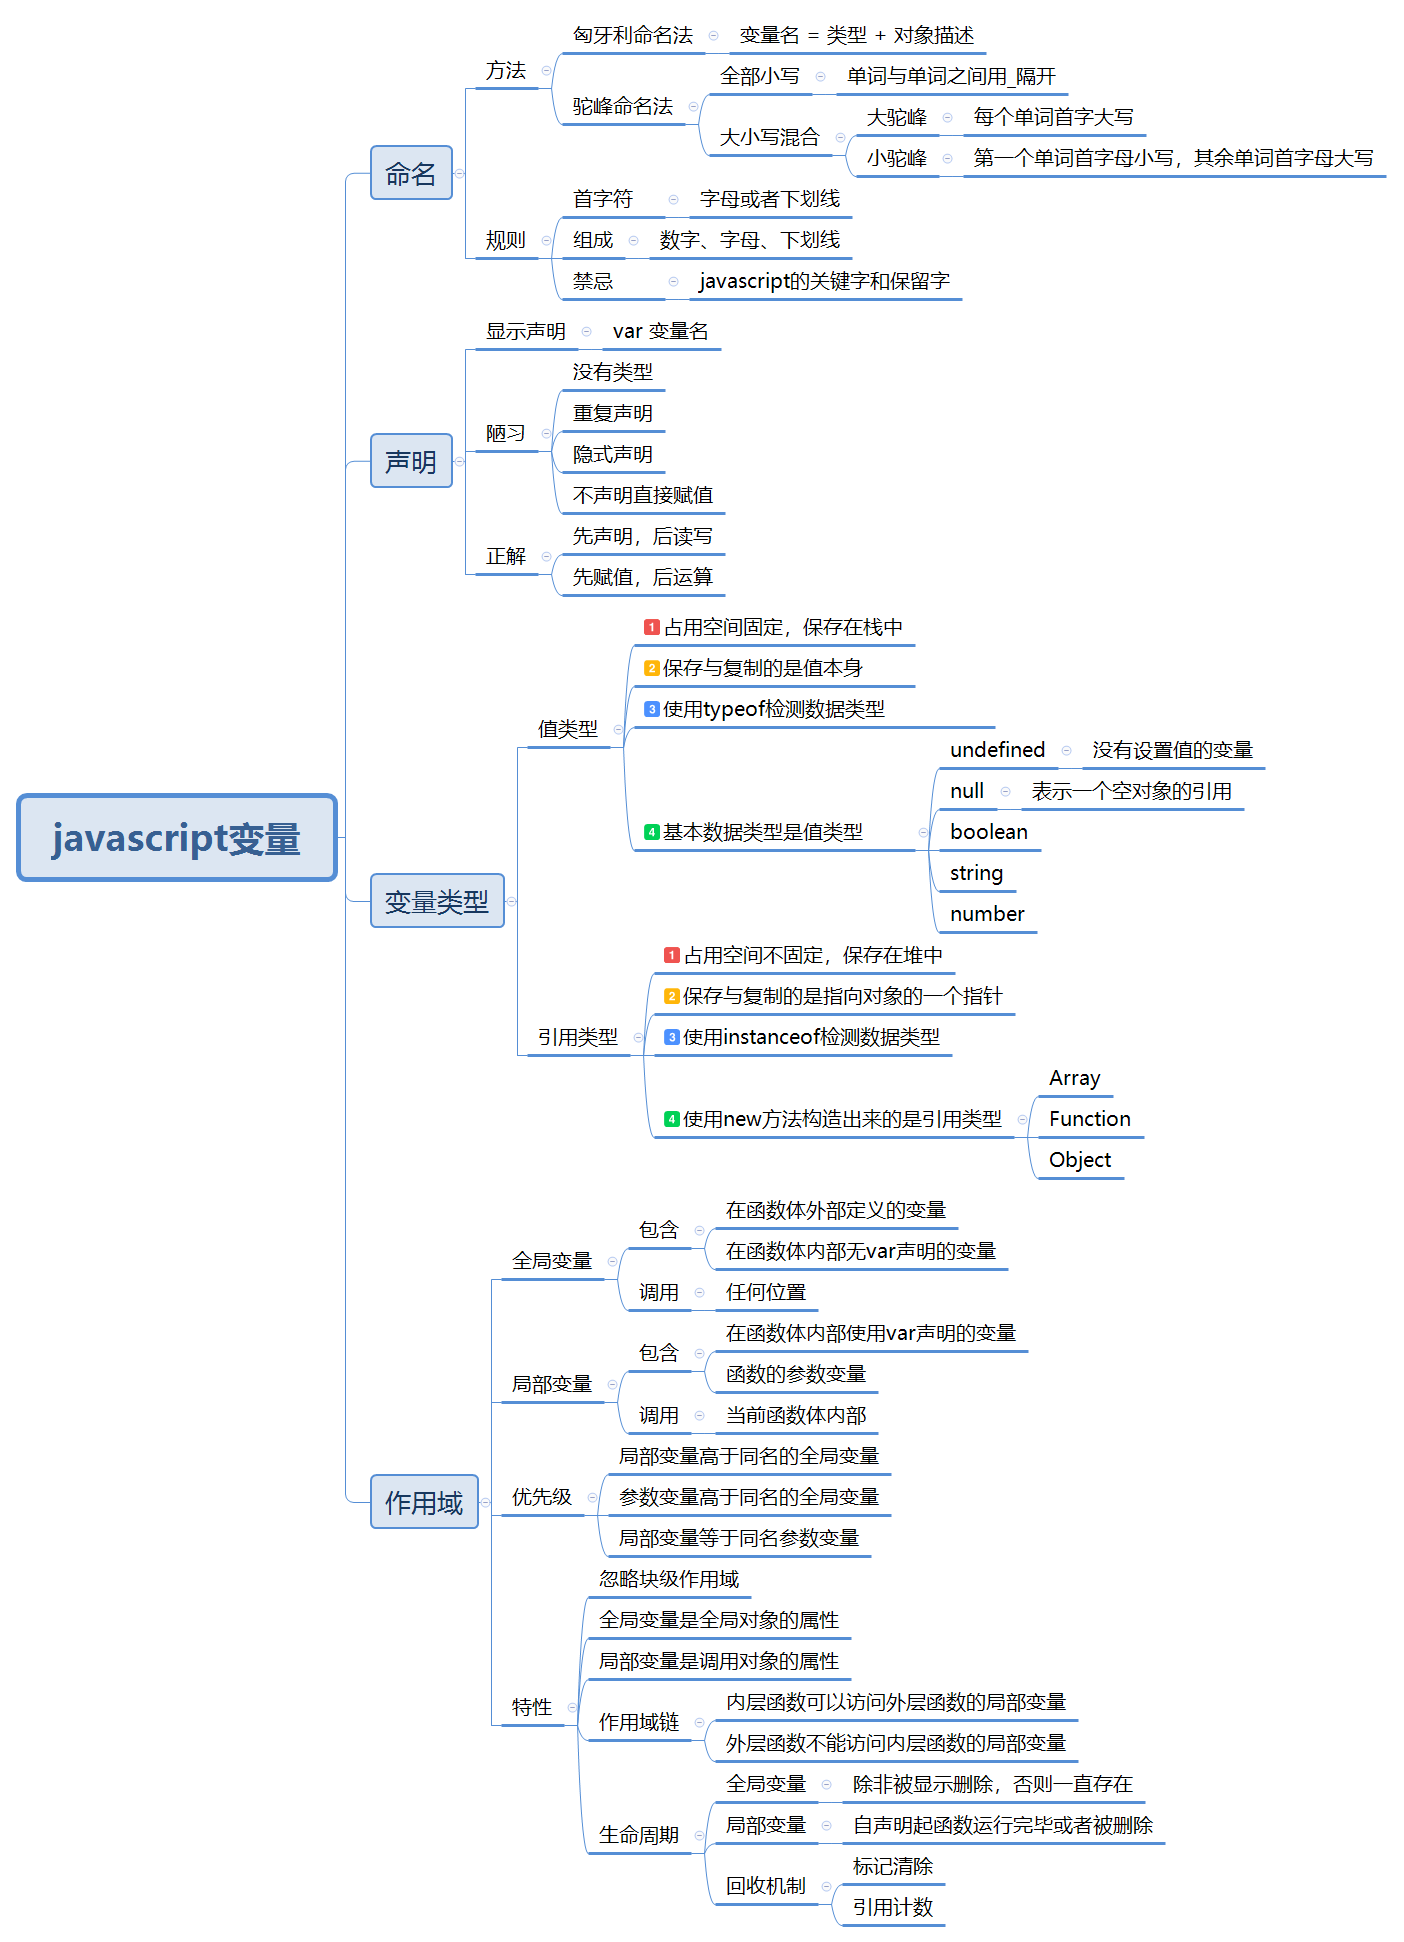 javascript变量
命名
方法
匈牙利命名法
变量名 = 类型 + 对象描述
驼峰命名法
全部小写
单词与单词之间用_隔开
大小写混合
大驼峰
每个单词首字大写
小驼峰
第一个单词首字母小写，其余单词首字母大写
规则
首字符
字母或者下划线
组成
数字、字母、下划线
禁忌
javascript的关键字和保留字
声明
显示声明
var 变量名
陋习
没有类型
重复声明
隐式声明
不声明直接赋值
正解
先声明，后读写
先赋值，后运算
变量类型
值类型
1 占用空间固定，保存在栈中
2 保存与复制的是值本身
3 使用typeof检测数据类型
4 基本数据类型是值类型
undefined
没有设置值的变量
null
表示一个空对象的引用
boolean
string
number
引用类型
1 占用空间不固定，保存在堆中
2 保存与复制的是指向对象的一个指针
3 使用instanceof检测数据类型
4 使用new方法构造出来的是引用类型
Array
Function
Object
作用域
全局变量
包含
在函数体外部定义的变量
在函数体内部无var声明的变量
调用
任何位置
局部变量
包含
在函数体内部使用var声明的变量
函数的参数变量
调用
当前函数体内部
优先级
局部变量高于同名的全局变量
参数变量高于同名的全局变量
局部变量等于同名参数变量
特性
忽略块级作用域
全局变量是全局对象的属性
局部变量是调用对象的属性
作用域链
内层函数可以访问外层函数的局部变量
外层函数不能访问内层函数的局部变量
生命周期
全局变量
除非被显示删除，否则一直存在
局部变量
自声明起函数运行完毕或者被删除
回收机制
标记清除
引用计数